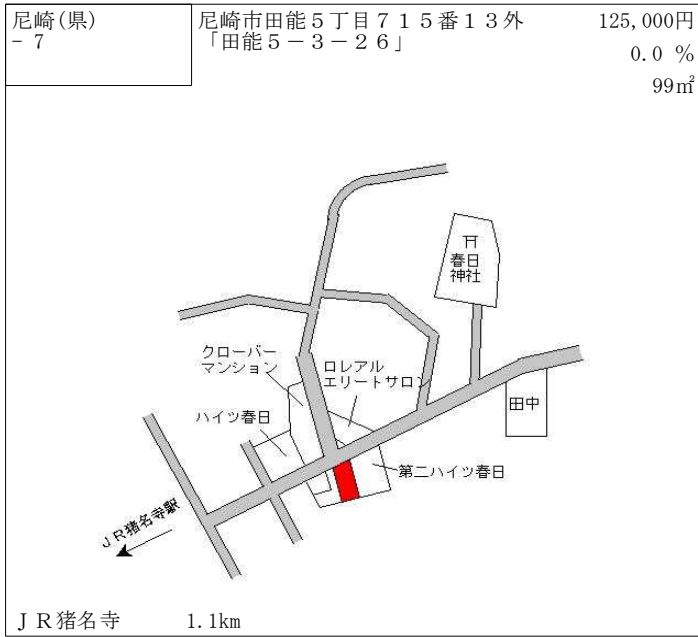 尼崎(県)
－７
尼崎市田能５丁目７１５番１３外
「田能５－３－２６」
125,000円
0.0 %
99㎡
春日
神社
クローバー
マンション
ロレアル
エリートサロン
ハイツ春日
田中
第二ハイツ春日
ＪＲ猪名寺駅
ＪＲ猪名寺 1.1km